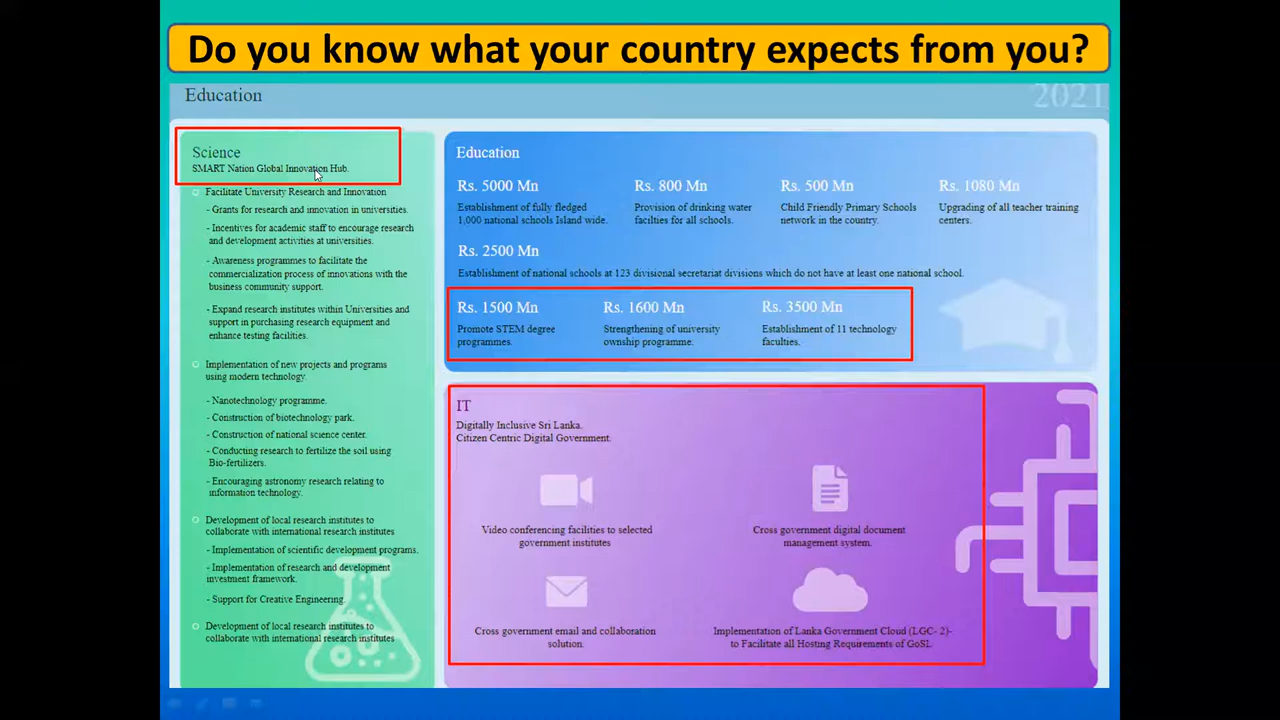 Do you know what your country expects from you?
Education
2021
Science
SMART Nation Global Innovation Hub.
Facilitate University Research and Innovation
- Grants for research and innovation in universities.
- Incentives for academic staff to encourage research
and development activities at universities.
- Awareness programmes to facilitate the
commercialization process of innovations with the
business community support.
- Expand research institutes within Universities and
support in purchasing research equipment and
enhance testing facilities.
Implementation of new projects and programs
using modern technology.
- Nanotechnology programme.
- Construction of biotechnology park.
- Construction of national science center.
- Conducting research to fertilize the soil using
Bio-fertilizers.
- Encouraging astronomy research relating to
information technology.
Development of local research institutes to
collaborate with international research institutes
- Implementation of scientific development programs.
- Implementation of research and development
investment framework.
- Support for Creative Engineering.
Development of local research institutes to
collaborate with international research institutes
Education
Rs. 5000 Mn
Establishment of fully fledged
1,000 national schools Island wide.
Rs. 800 Mn
Provision of drinking water
facilties for all schools.
Rs. 500 Mn
Child Friendly Primary Schools
network in the country.
Rs. 1080 Mn
Upgrading of all teacher training
centers.
Rs. 2500 Mn
Establishment of national schools at 123 divisional secretariat divisions which do not have at least one national school.
Rs. 1500 Mn
Promote STEM degree
programmes.
Rs. 1600 Mn
Strengthening of university
ownship programme.
Rs. 3500 Mn
Establishment of 11 technology
faculties.
IT
Digitally Inclusive Sri Lanka.
Citizen Centric Digital Government.
Video conferencing facilities to selected
government institutes
Cross government digital document
management system.
Cross government email and collaboration
solution.
Implementation of Lanka Government Cloud (LGC- 2)-
to Facilitate all Hosting Requirements of GoSL.